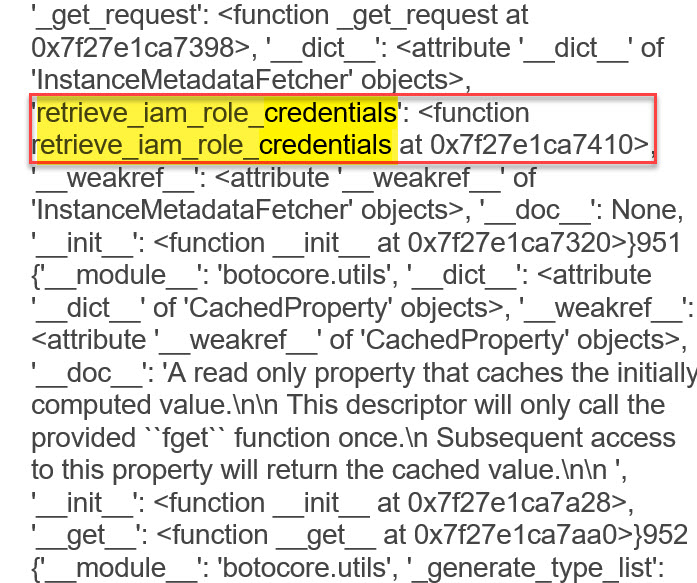 '_get_request': <function _get_request at
0x7f27e1ca7398>, '__dict__': <attribute '__dict__' of
'InstanceMetadataFetcher' objects>,
'retrieve_iam_role_credentials': <function
retrieve_iam_role_credentials at 0x7f27e1ca7410>,
'__weakref__': <attribute '__weakref__' of
'InstanceMetadataFetcher' objects>, '__doc__': None,
'__init__': <function __init__ at 0x7f27e1ca7320>}951
{'__module__': 'botocore.utils', '__dict__': <attribute
'__dict__' of 'CachedProperty' objects>, '__weakref__':
<attribute '__weakref__' of 'CachedProperty' objects>,
'__doc__': 'A read only property that caches the initially
computed value.\n\n This descriptor will only call the
provided ``fget`` function once.\n Subsequent access
to this property will return the cached value.\n\n ',
'__init__': <function __init__ at 0x7f27e1ca7a28>,
'__get__': <function __get__ at 0x7f27e1ca7aa0>}952
{'__module__': 'botocore.utils', '_generate_type_list':